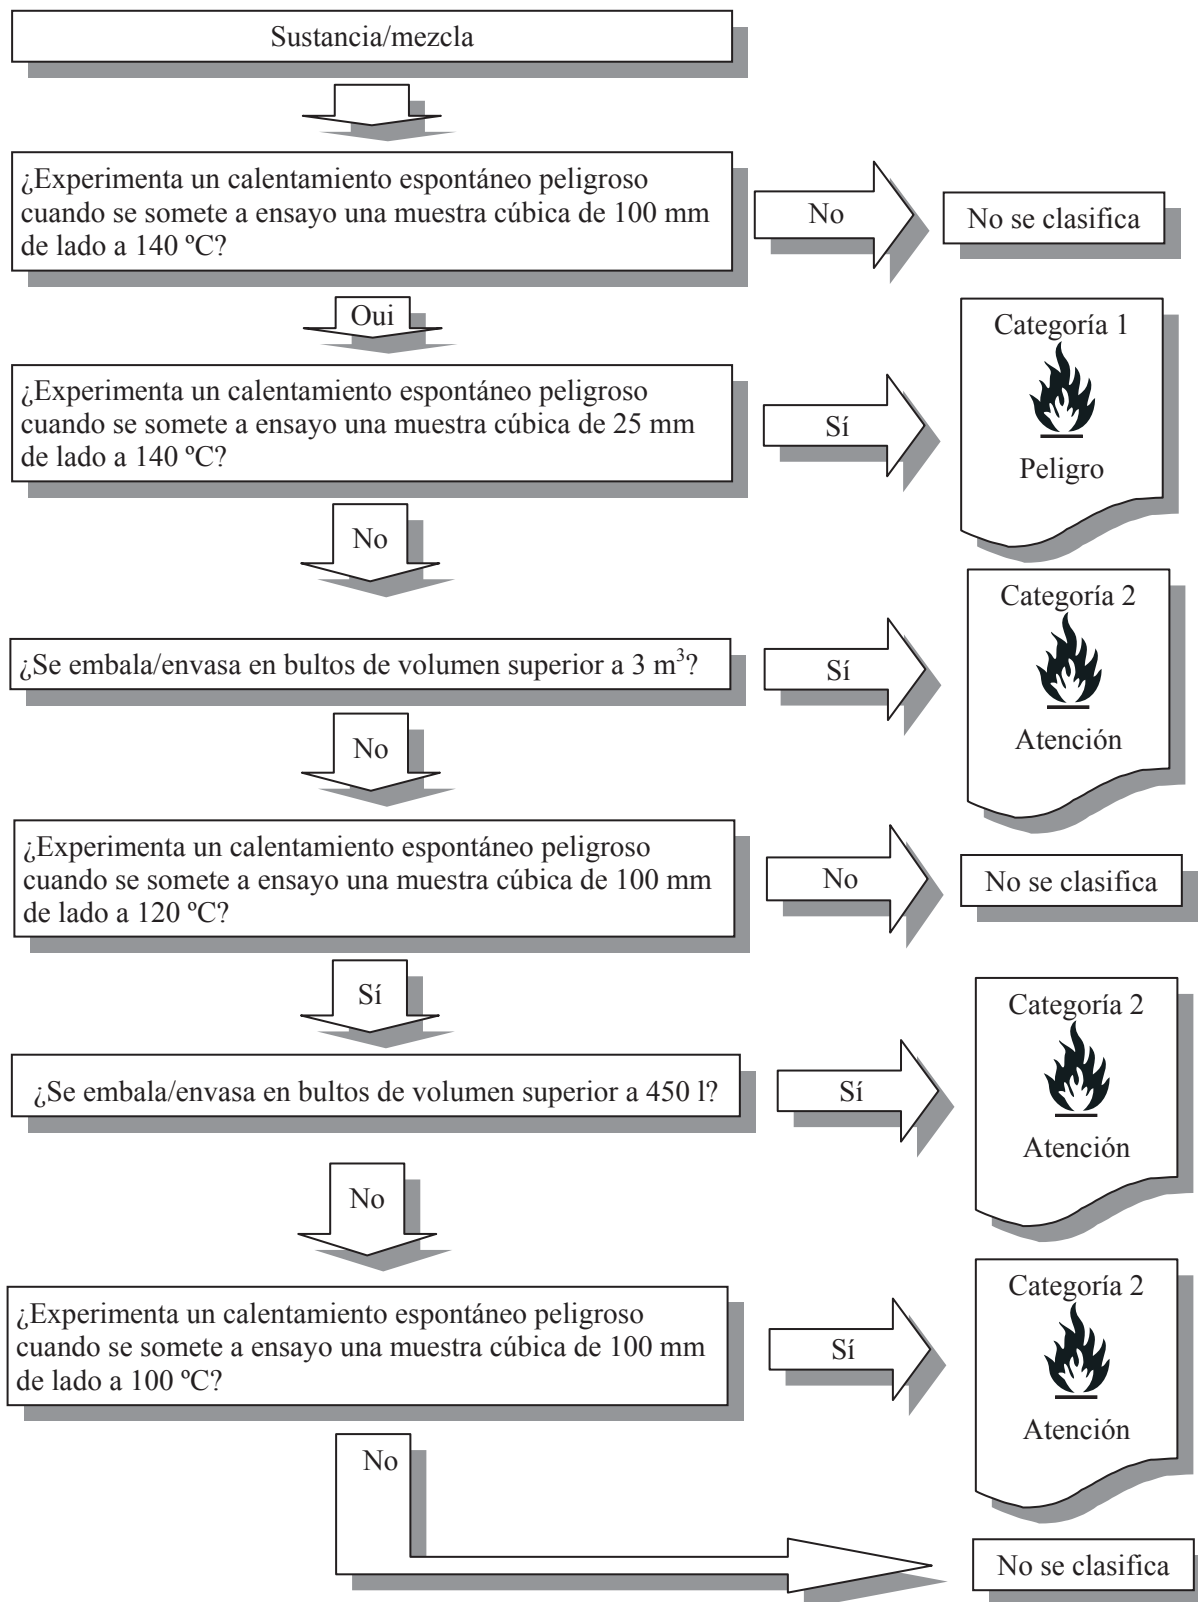 Sustancia/mezcla
¿Experimenta un calentamiento espontáneo peligroso
cuando se somete a ensayo una muestra cúbica de 100 mm
de lado a 140 ºC?
No
No se clasifica
Oui
¿Experimenta un calentamiento espontáneo peligroso
cuando se somete a ensayo una muestra cúbica de 25 mm
de lado a 140 ºC?
Sí
Categoría 1
Peligro
No
¿Se embala/envasa en bultos de volumen superior a 3 m³?
Sí
Categoría 2
Atención
No
¿Experimenta un calentamiento espontáneo peligroso
cuando se somete a ensayo una muestra cúbica de 100 mm
de lado a 120 ºC?
No
No se clasifica
Sí
¿Se embala/envasa en bultos de volumen superior a 450 l?
Sí
Categoría 2
Atención
No
¿Experimenta un calentamiento espontáneo peligroso
cuando se somete a ensayo una muestra cúbica de 100 mm
de lado a 100 ºC?
Sí
Categoría 2
Atención
No
No se clasifica